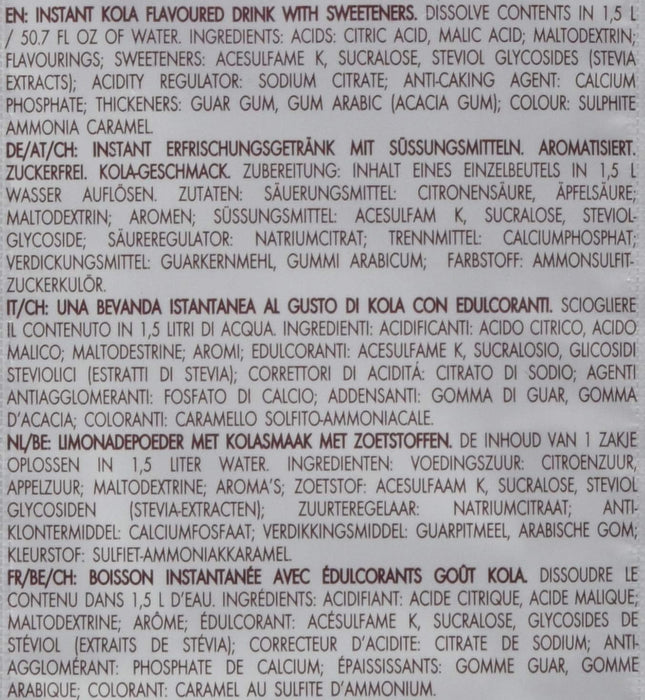 EN: INSTANT KOLA FLAVOURED DRINK WITH SWEETENERS. DISSOLVE CONTENTS IN 1,5 L
/ 50.7 FL OZ OF WATER. INGREDIENTS: ACIDS: CITRIC ACID, MALIC ACID; MALTODEXTRIN;
FLAVOURINGS; SWEETENERS: ACESULFAME K, SUCRALOSE, STEVIOL GLYCOSIDES (STEVIA
EXTRACTS); ACIDITY REGULATOR: SODIUM CITRATE; ANTI-CAKING AGENT: CALCIUM
PHOSPHATE; THICKENERS: GUAR GUM, GUM ARABIC (ACACIA GUM); COLOUR: SULPHITE
AMMONIA CARAMEL.
DE/AT/CH: INSTANT ERFRISCHUNGSGETRÄNK MIT SÜSSUNGSMITTELN. AROMATISIERT.
ZUCKERFREI. KOLA-GESCHMACK. ZUBEREITUNG: INHALT EINES EINZELBEUTELS IN 1,5 L
WASSER AUFLÖSEN. ZUTATEN: SÄUERUNGSMITTEL: CITRONENSÄURE, ÄPFELSÄURE;
MALTODEXTRIN; AROMEN; SÜSSUNGSMITTEL: ACESULFAM K, SUCRALOSE, STEVIOL-
GLYCOSIDE; SÄUREREGULATOR: NATRIUMCITRAT; TRENNMITTEL: CALCIUMPHOSPHAT;
VERDICKUNGSMITTEL: GUARKERNMEHL, GUMMI ARABICUM; FARBSTOFF: AMMONSULFIT-
ZUCKERKULÖR.
IT/CH: UNA BEVANDA ISTANTANEA AL GUSTO DI KOLA CON EDULCORANTI. SCIOGLIERE
IL CONTENUTO IN 1,5 LITRI DI ACQUA. INGREDIENTI: ACIDIFICANTI: ACIDO CITRICO, ACIDO
MALICO; MALTODESTRINE; AROMI; EDULCORANTI: ACESULFAME K, SUCRALOSIO, GLICOSIDI
STEVIOLICI (ESTRATTI DI STEVIA); CORRETTORI DI ACIDITÁ: CITRATO DI SODIO; AGENTI
ANTIAGGLOMERANTI: FOSFATO DI CALCIO; ADDENSANTI: GOMMA DI GUAR, GOMMA
D'ACACIA; COLORANTI: CARAMELLO SOLFITO-AMMONIACALE.
NL/BE: LIMONADEPOEDER MET KOLASMAAK MET ZOETSTOFFEN. DE INHOUD VAN 1 ZAKJE
OPLOSSEN IN 1,5 LITER WATER. INGREDIENTEN: VOEDINGSZUUR: CITROENZUUR,
APPELZUUR; MALTODEXTRINE; AROMA'S; ZOETSTOF: ACESULFAAM K, SUCRALOSE, STEVIOL
GLYCOSIDEN (STEVIA-EXTRACTEN); ZUURTEREGELAAR: NATRIUMCITRAAT; ANTI-
KLONTERMIDDEL: CALCIUMFOSFAAT; VERDIKKINGSMIDDEL: GUARPITMEEL, ARABISCHE GOM;
KLEURSTOF: SULFIET-AMMONIAKKARAMEL.
FR/BE/CH: BOISSON INSTANTANÉE AVEC ÉDULCORANTS GOÛT KOLA. DISSOUDRE LE
CONTENU DANS 1,5 L D'EAU. INGRÉDIENTS: ACIDIFIANT: ACIDE CITRIQUE, ACIDE MALIQUE;
MALTODEXTRINE; ARÔME; ÉDULCORANT: ACÉSULFAME K, SUCRALOSE, GLYCOSIDES DE
STÉVIOL (EXTRAITS DE STÉVIA); CORRECTEUR D'ACIDITE: CITRATE DE SODIUM; ANTI-
AGGLOMÉRANT: PHOSPHATE DE CALCIUM; ÉPAISSISSANTS: GOMME GUAR, GOMME
ARABIQUE; COLORANT: CARAMEL AU SULFITE D'AMMONIUM.